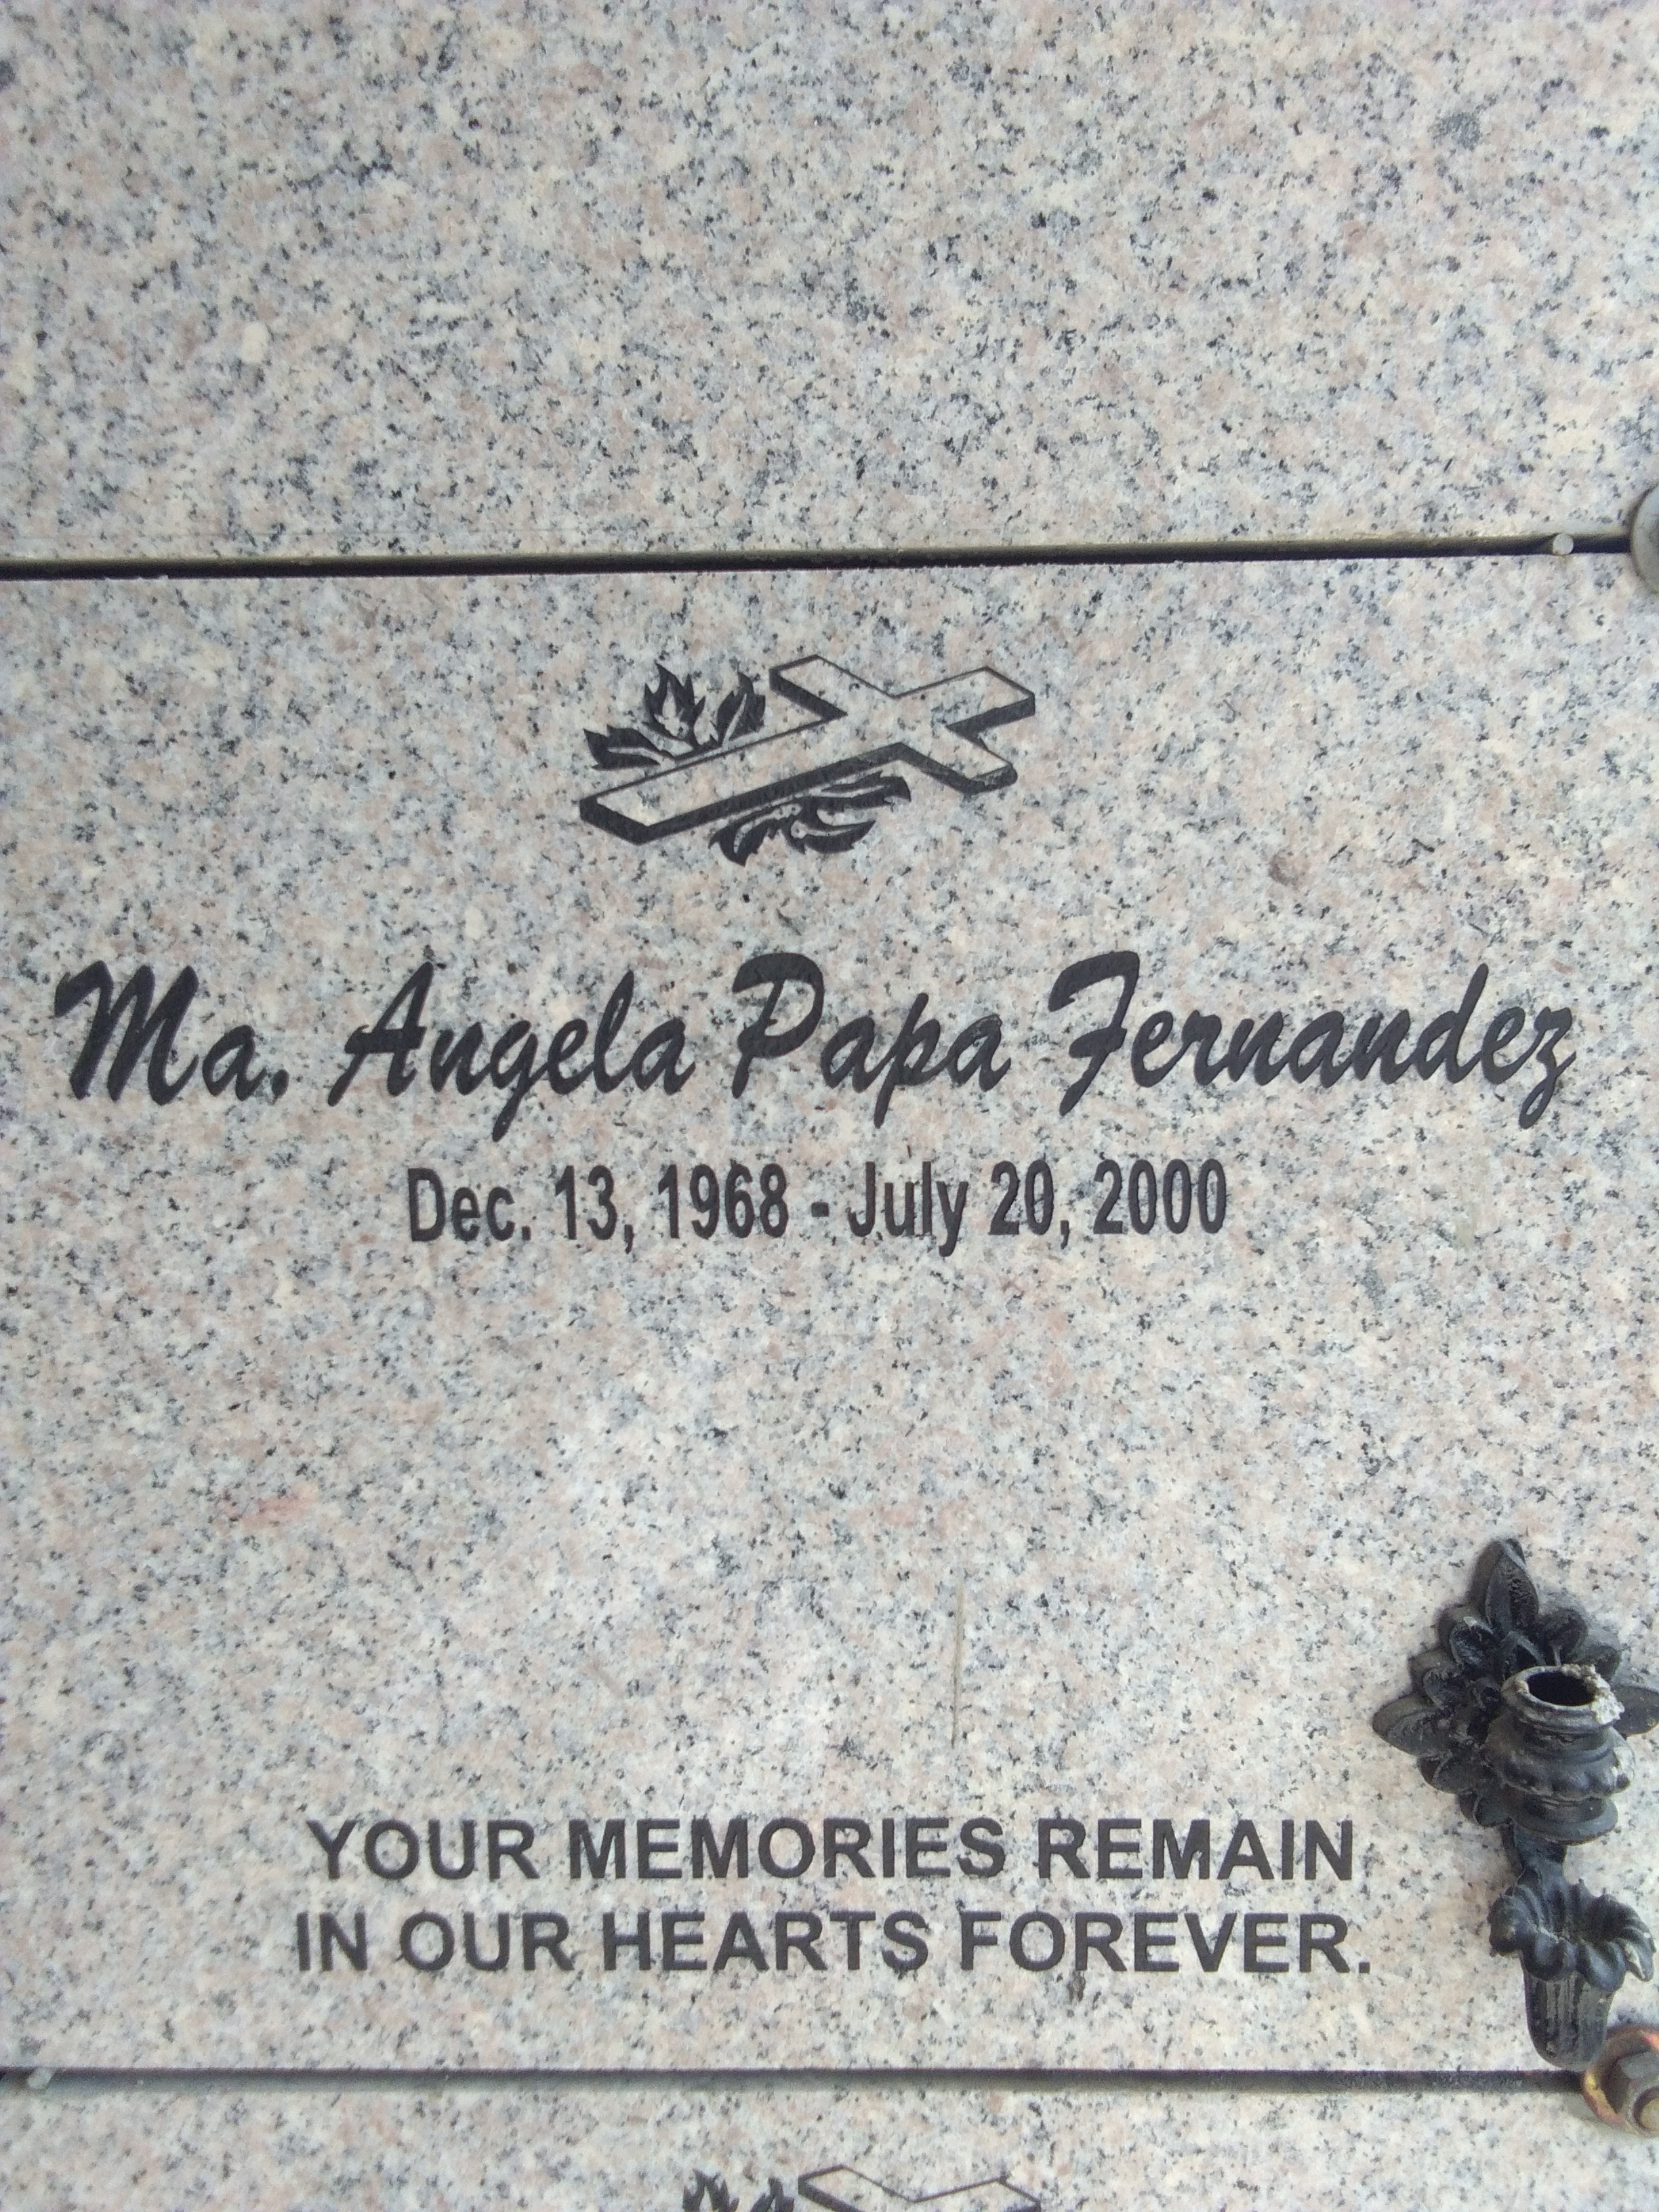 Ma. Angela Papa Fernandez
Dec. 13, 1968 - July 20, 2000
YOUR MEMORIES REMAIN
IN OUR HEARTS FOREVER.